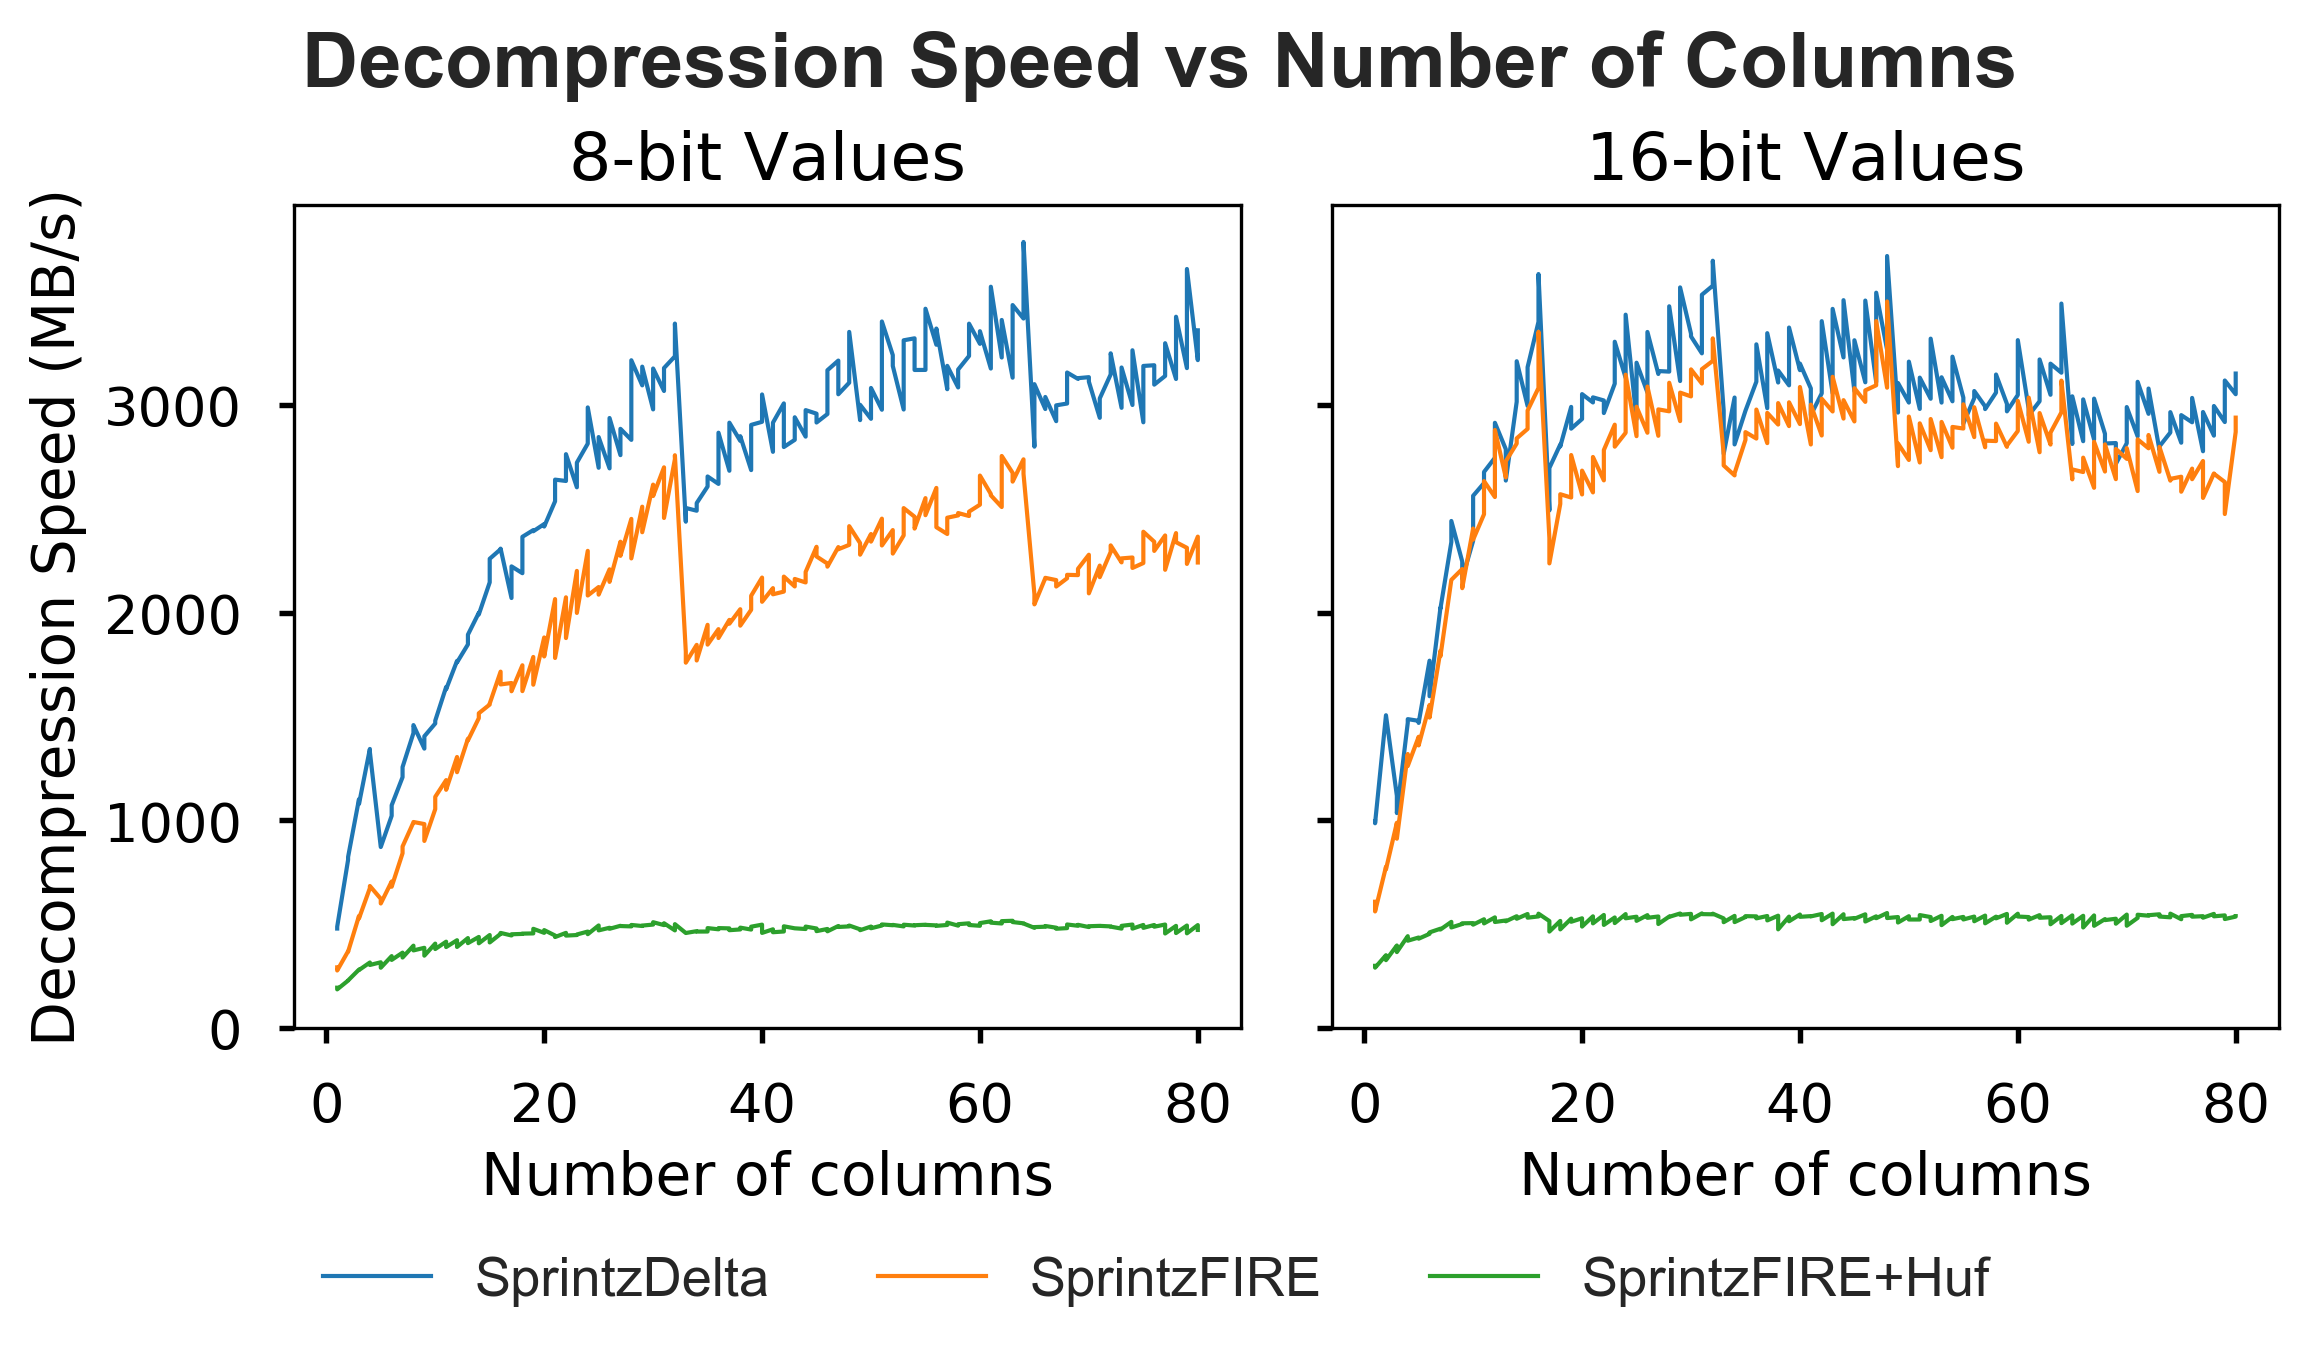 Decompression Speed vs Number of Columns
8-bit Values
16-bit Values
Decompression Speed (MB/s)
3000
2000
1000
0
0 20 40 60 80
0 20 40 60 80
Number of columns
Number of columns
SprintzDelta SprintzFIRE SprintzFIRE+Huf